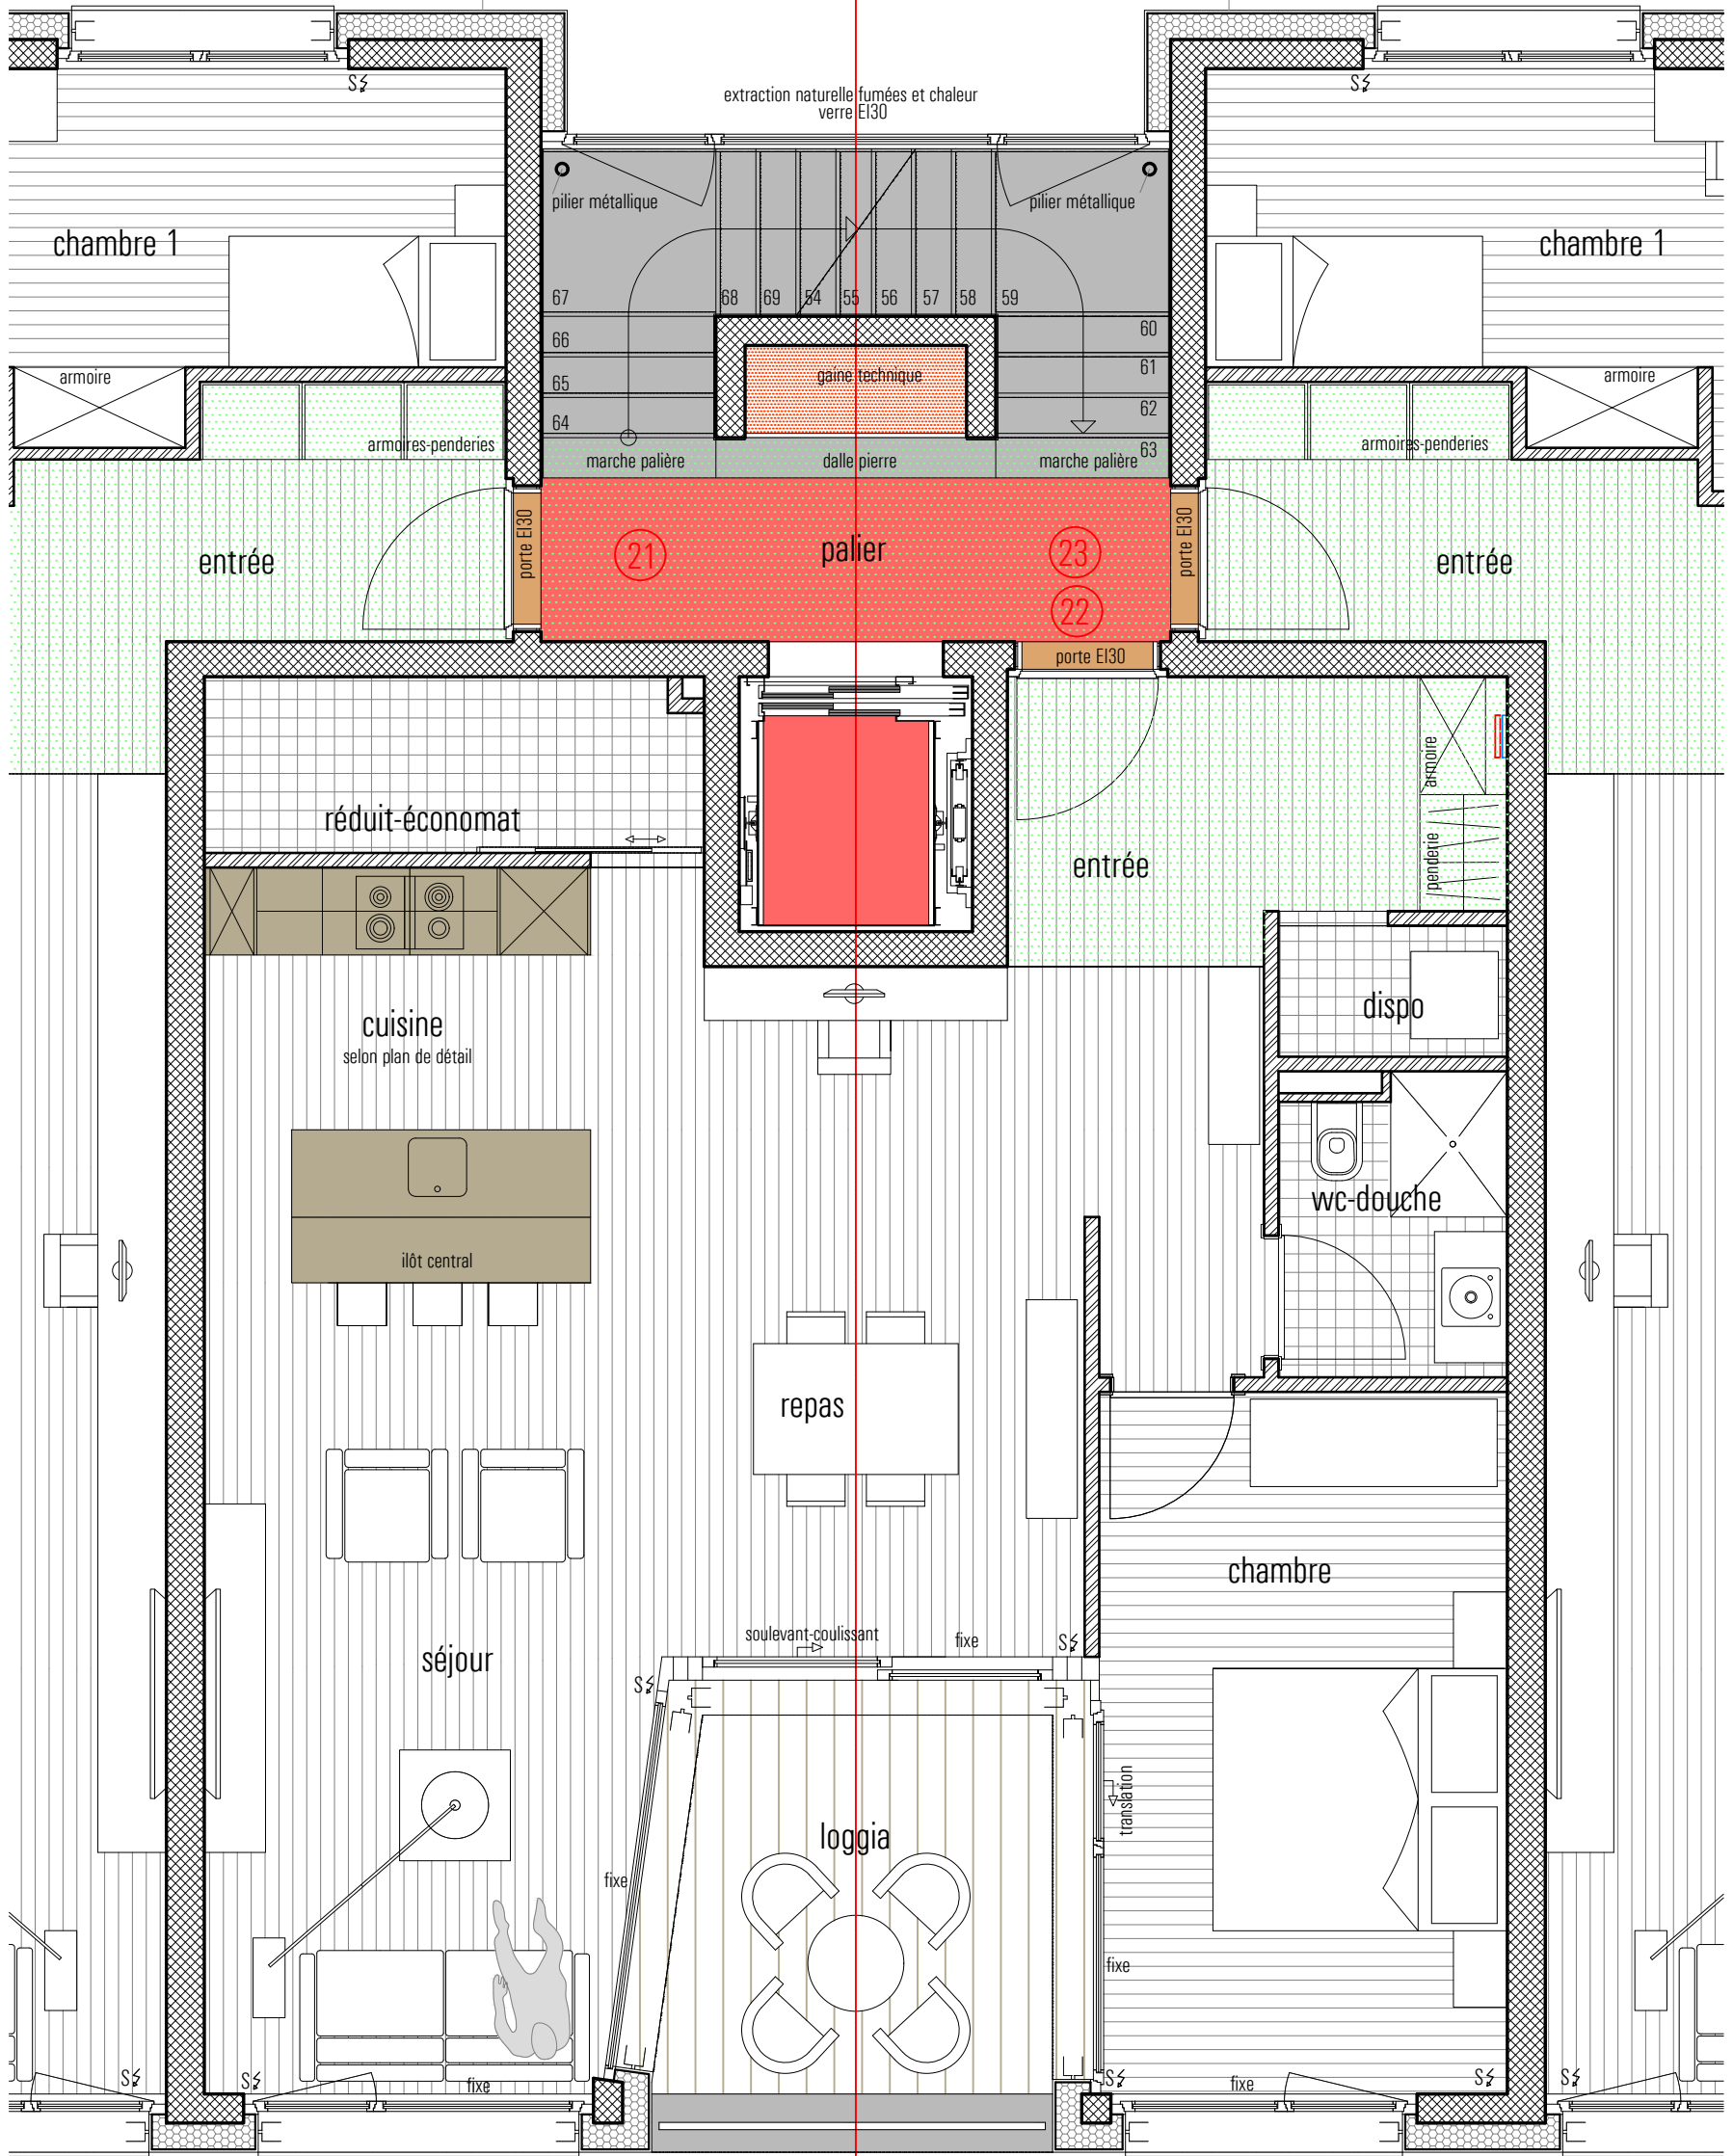 extraction naturelle fumées et chaleur
verre EI30
S
S
pilier métallique
pilier métallique
chambre 1
chambre 1
67
68
69
54
55
56
57
58
59
60
66
61
65
62
64
63
gaine technique
armoire
armoire
armoires-penderies
armoires-penderies
marche palière
dalle pierre
marche palière
porte EI30
porte EI30
entrée
21
palier
23
22
entrée
porte EI30
réduit-économat
entrée
armoire
penderie
cuisine
selon plan de détail
dispo
wc-douche
ilôt central
repas
chambre
séjour
soulevant-coulissant
fixe
S
S
translation
loggia
fixe
fixe
S
S
fixe
S
fixe
S
S